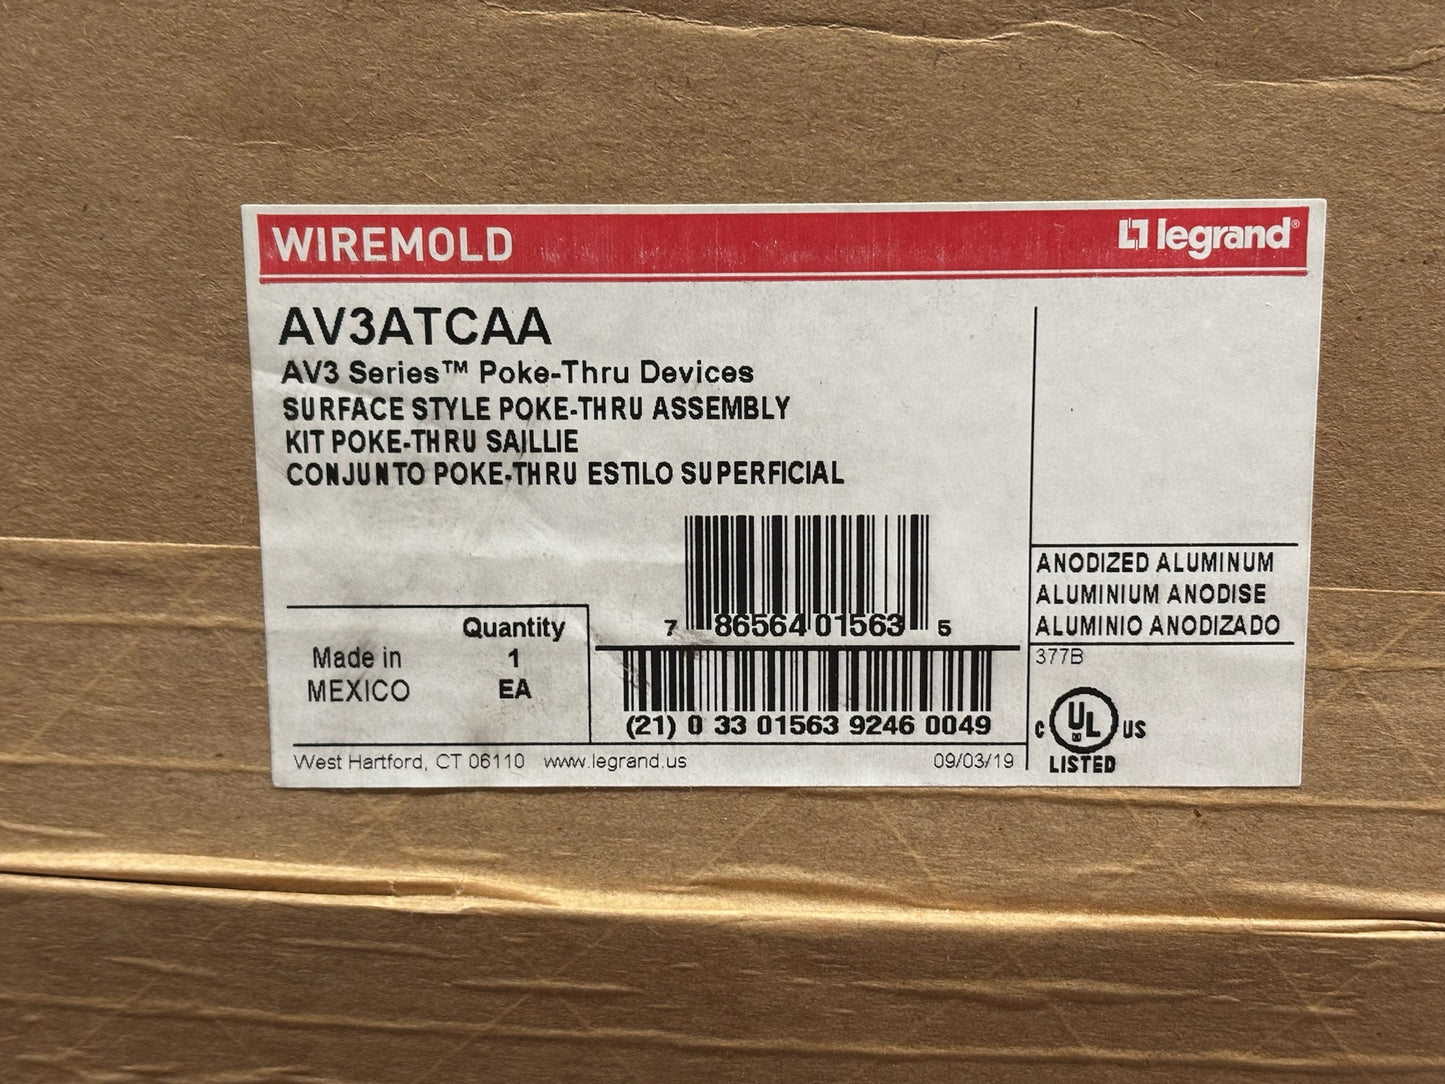 WIREMOLD
legrand®
AV3ATCAA
AV3 Series™ Poke-Thru Devices
SURFACE STYLE POKE-THRU ASSEMBLY
KIT POKE-THRU SAILLIE
CONJUNTO POKE-THRU ESTILO SUPERFICIAL
ANODIZED ALUMINUM
ALUMINIUM ANODISE
ALUMINIO ANODIZADO
7 86564 01563 5
Quantity
Made in 1
MEXICO EA
377B
(21) 0 33 01563 9246 0049
C UL US
LISTED
West Hartford, CT 06110 www.legrand.us 09/03/19